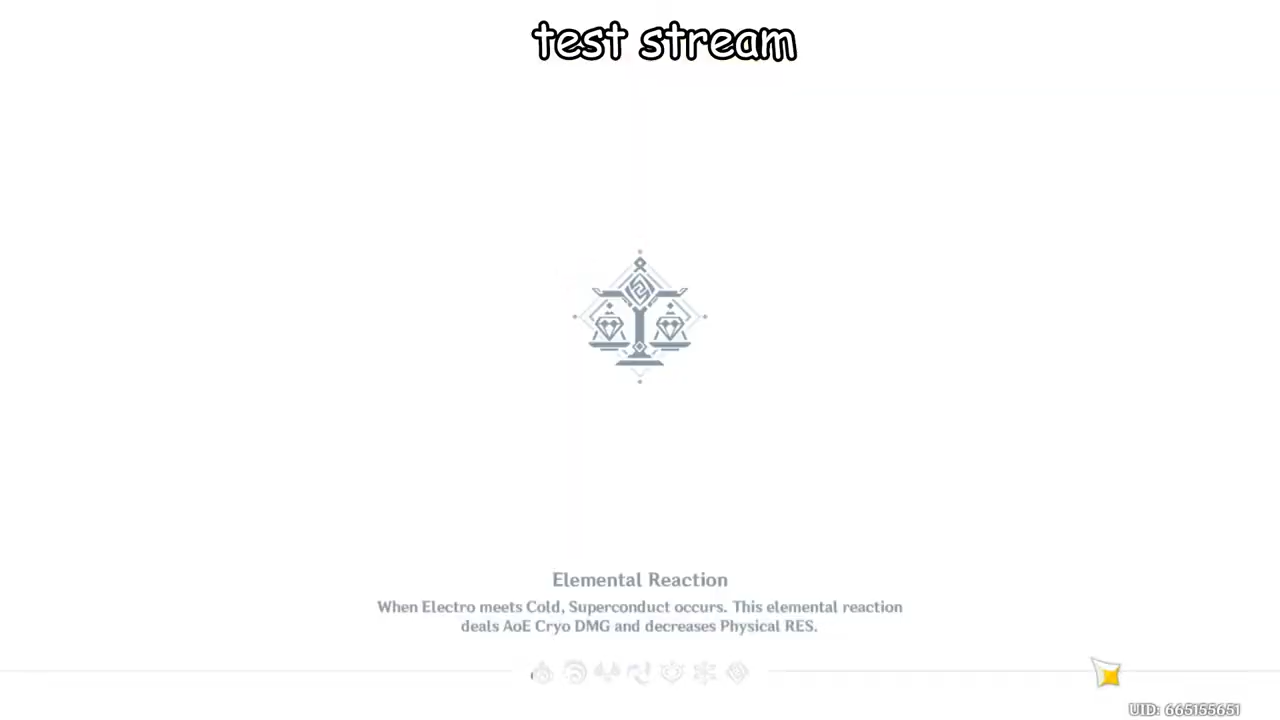 test stream
Elemental Reaction
When Electro meets Cold, Superconduct occurs. This elemental reaction
deals AoE Cryo DMG and decreases Physical RES.
UID: 665155651